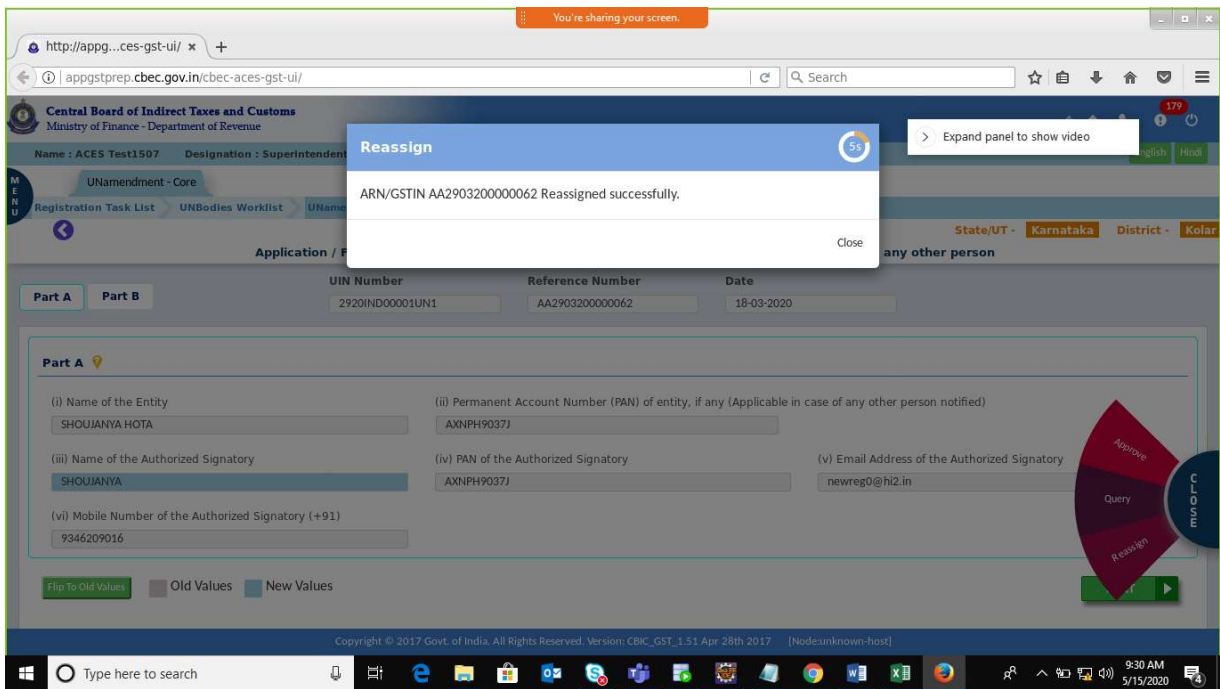 You're sharing your screen.
http://appg...ces-gst-ui/ × +
appgstprep.cbec.gov.in/cbec-aces-gst-ui/
Search
Central Board of Indirect Taxes and Customs
Ministry of Finance - Department of Revenue
179
Expand panel to show video
Name : ACES Test1507 Designation : Superintendent
English Hindi
MENU
UNamendment - Core
Registration Task List UNBodies Worklist UName
Reassign
5s
ARN/GSTIN AA2903200000062 Reassigned successfully.
Close
State/UT - Karnataka District - Kolar
Application / F any other person
Part A Part B
UIN Number Reference Number Date
2920IND00001UN1 AA2903200000062 18-03-2020
Part A
(i) Name of the Entity (ii) Permanent Account Number (PAN) of entity, if any (Applicable in case of any other person notified)
SHOUJANYA HOTA AXNPH9037J
(iii) Name of the Authorized Signatory (iv) PAN of the Authorized Signatory (v) Email Address of the Authorized Signatory
SHOUJANYA AXNPH9037J newreg0@hi2.in
(vi) Mobile Number of the Authorized Signatory (+91)
9346209016
Approve
Query
Reassign
CLOSE
Flip To Old Values Old Values New Values
Copyright © 2017 Govt. of India. All Rights Reserved. Version: CBIC_GST_1.51 Apr 28th 2017 [Node:unknown-host]
Type here to search
9:30 AM
5/15/2020
4